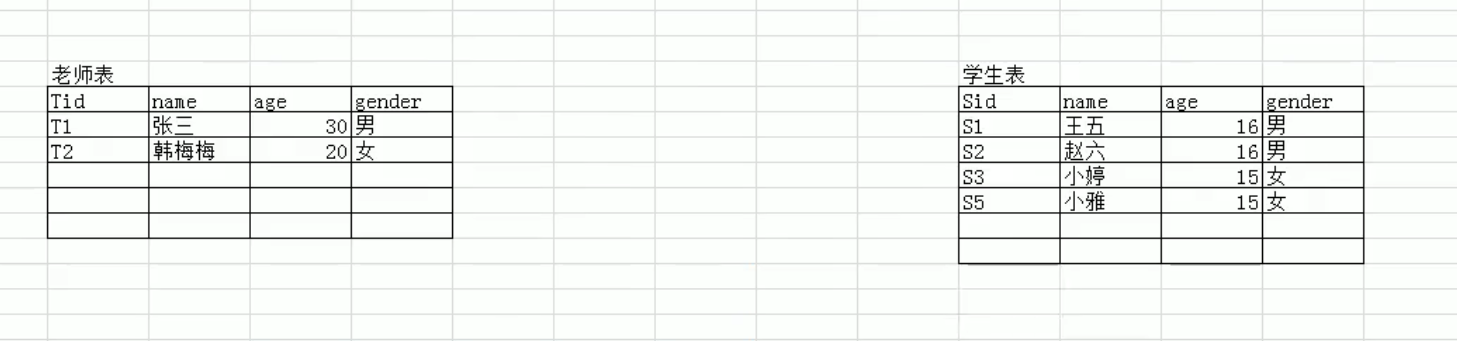 老师表
Tid name age gender
T1 张三 30 男
T2 韩梅梅 20 女
学生表
Sid name age gender
S1 王五 16 男
S2 赵六 16 男
S3 小婷 15 女
S5 小雅 15 女